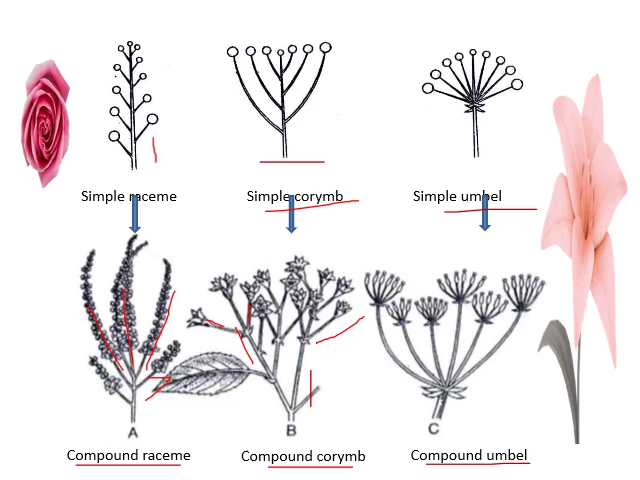 Simple raceme
Simple corymb
Simple umbel
A
B
C
Compound raceme
Compound corymb
Compound umbel